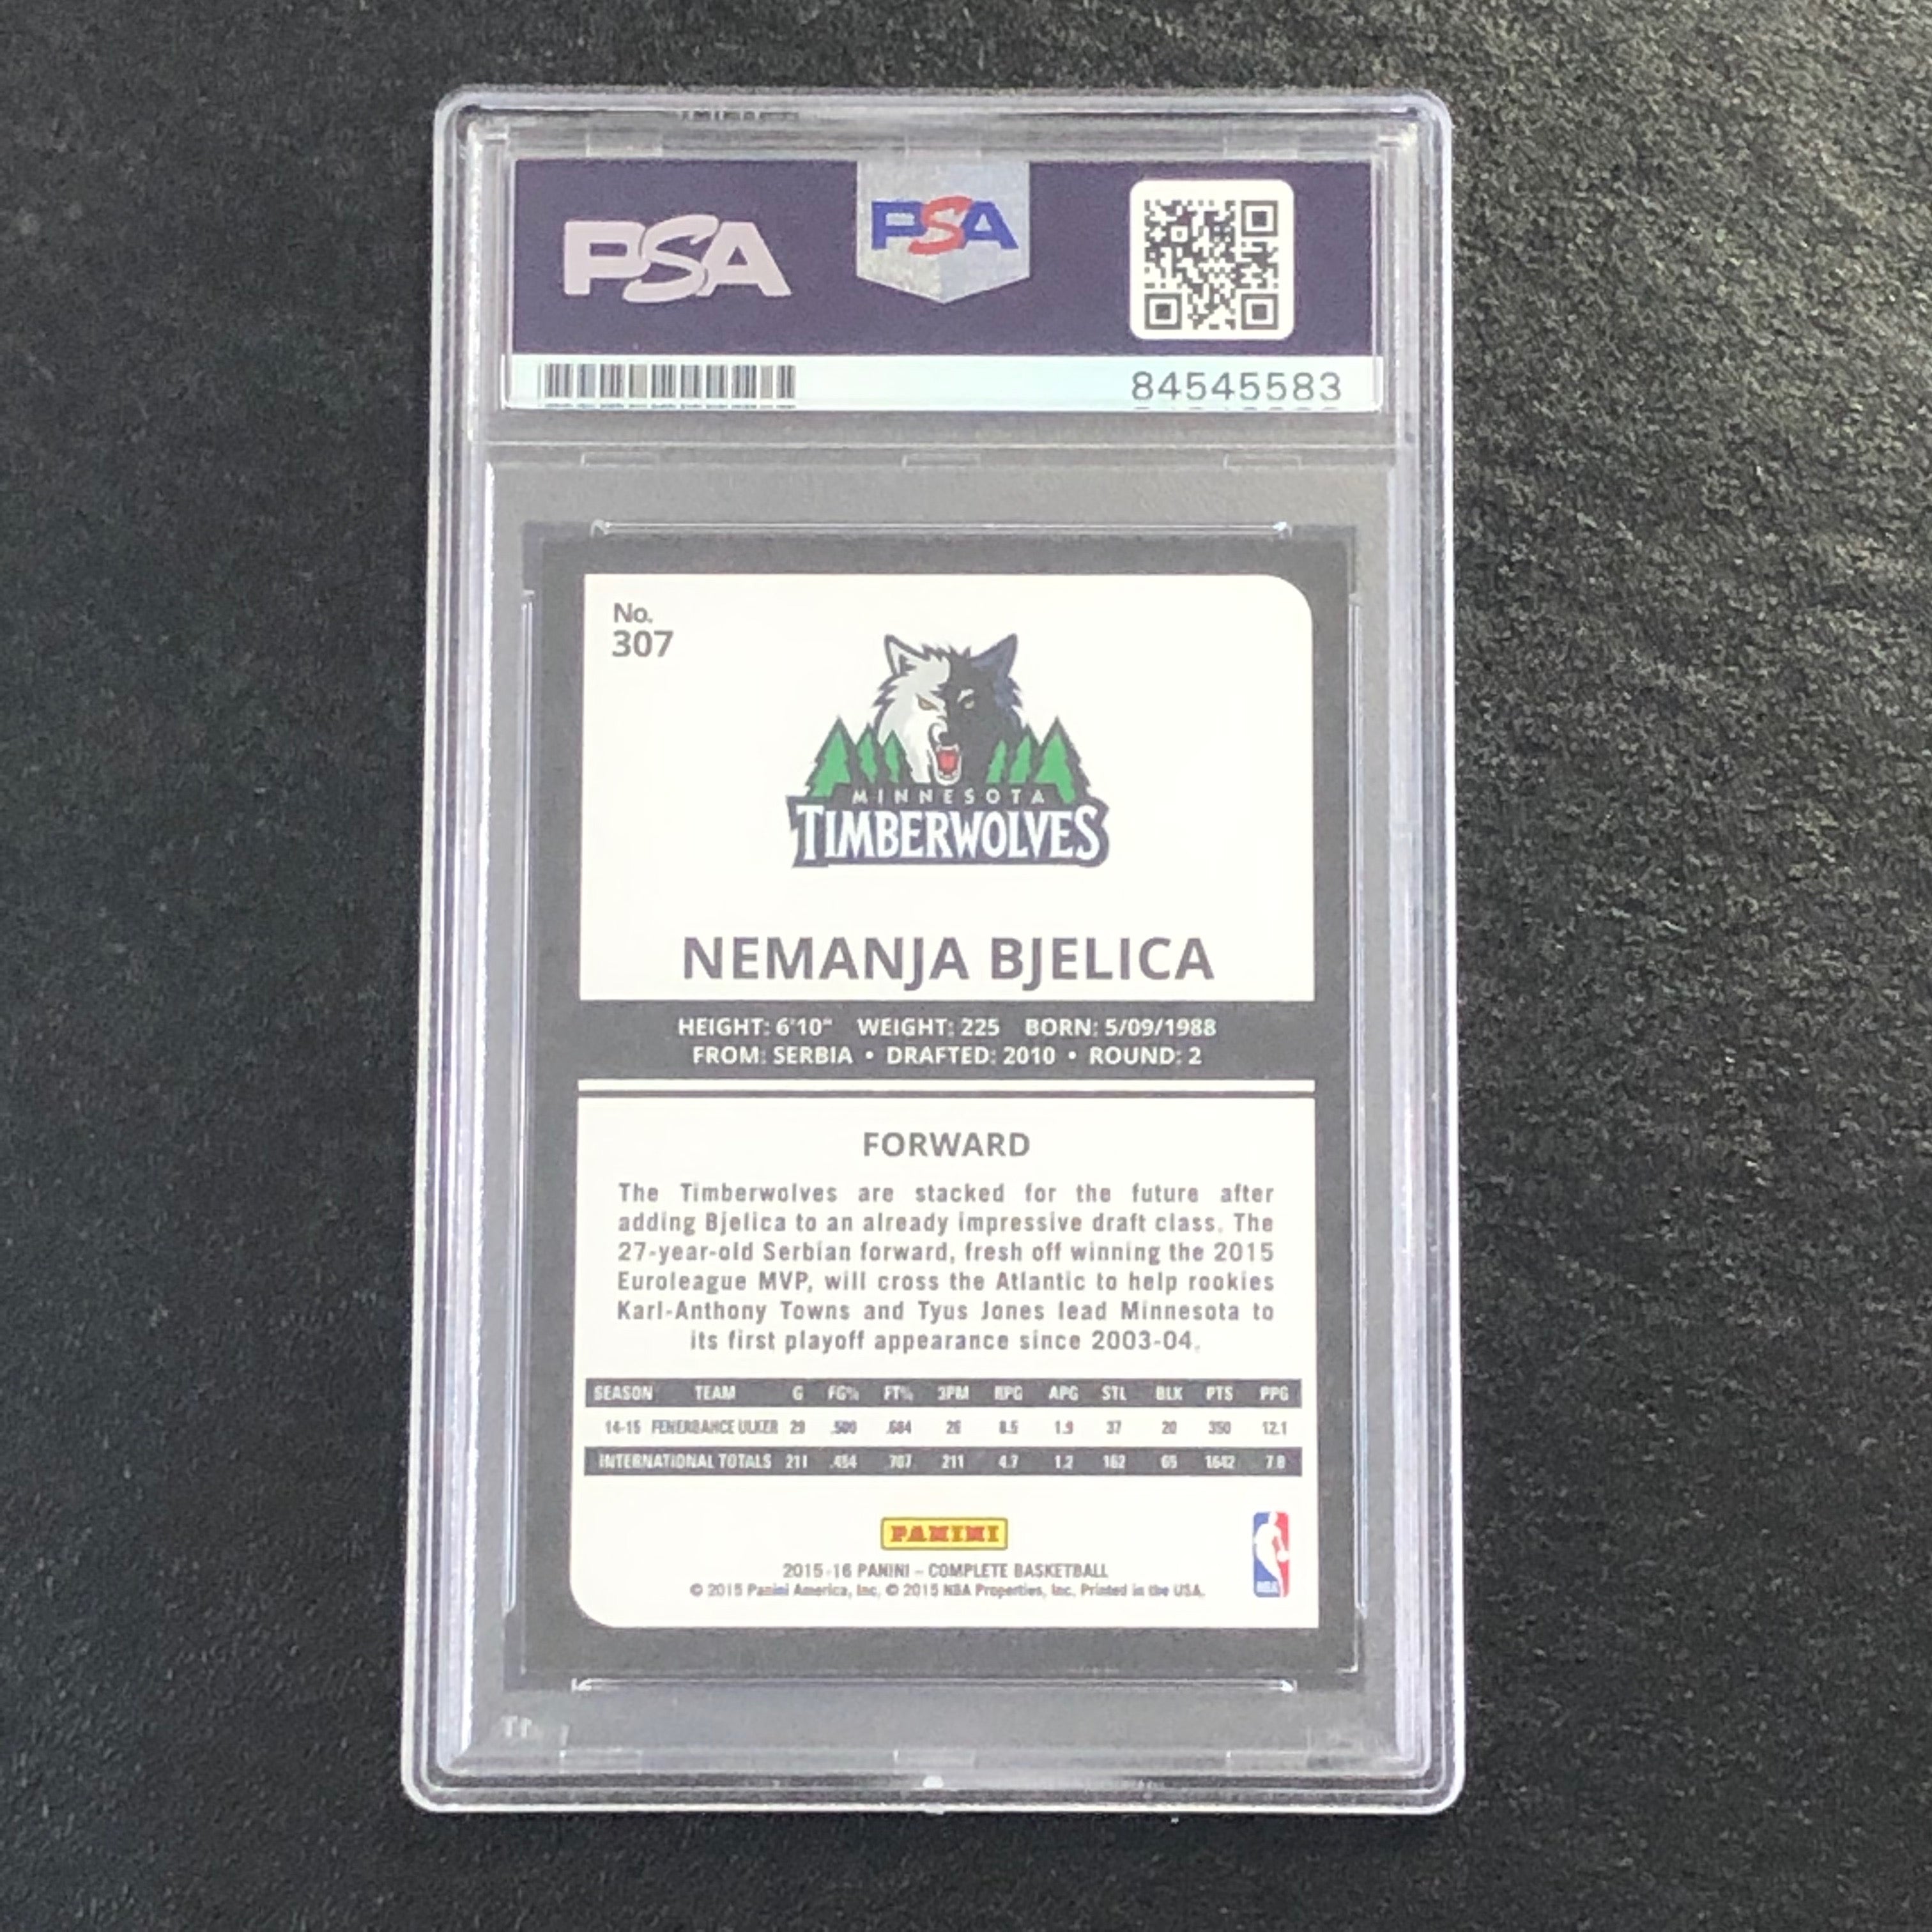 PSA
PSA
84545583
No.
307
MINNESOTA
TIMBERWOLVES
NEMANJA BJELICA
HEIGHT: 6'10" WEIGHT: 225 BORN: 5/09/1988
FROM: SERBIA • DRAFTED: 2010 • ROUND: 2
FORWARD
The Timberwolves are stacked for the future after
adding Bjelica to an already impressive draft class. The
27-year-old Serbian forward, fresh off winning the 2015
Euroleague MVP, will cross the Atlantic to help rookies
Karl-Anthony Towns and Tyus Jones lead Minnesota to
its first playoff appearance since 2003-04.
SEASON TEAM G FG% FT% 3PM RPG APG STL BLK PTS PPG
14-15 FENERBAHCE ULKER 29 .500 .684 26 8.5 1.9 37 20 350 12.1
INTERNATIONAL TOTALS 211 .454 .707 211 4.7 1.2 162 65 1642 7.8
PANINI
2015-16 PANINI – COMPLETE BASKETBALL
© 2015 Panini America, Inc. © 2015 NBA Properties, Inc. Printed in the USA.
NBA